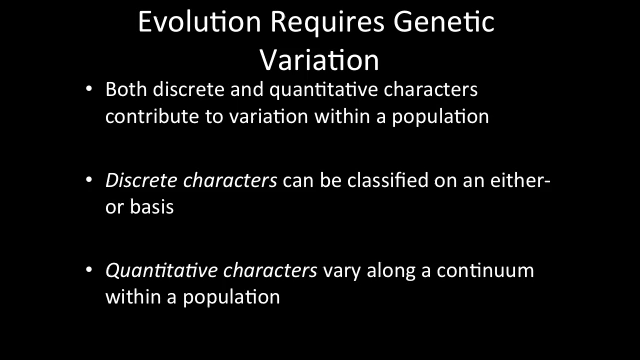 Evolution Requires Genetic
Variation
• Both discrete and quantitative characters
contribute to variation within a population
• Discrete characters can be classified on an either-
or basis
• Quantitative characters vary along a continuum
within a population